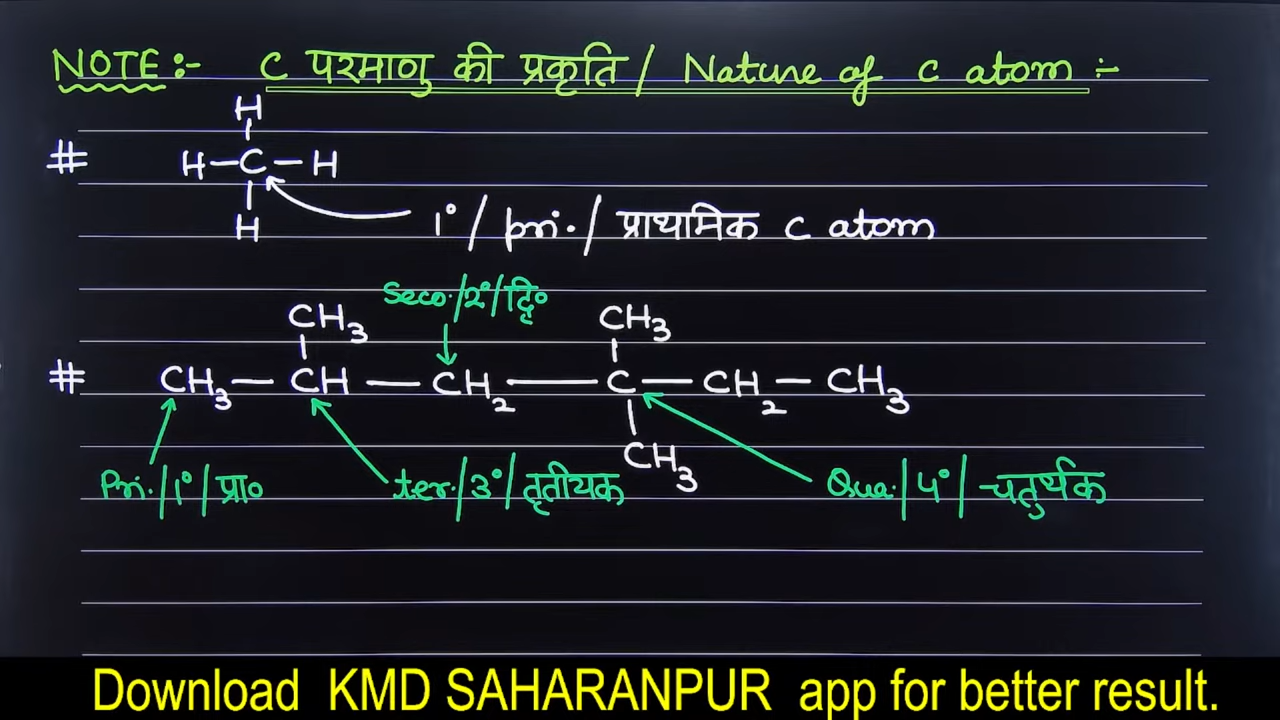 NOTE:- C परमाणु की प्रकृति / Nature of C atom :-
H
# H-C-H
H
1°/ pri. / प्राथामिक C atom
Seco./2°/द्वि०
CH3 CH3
# CH3-CH-CH2-C-CH2-CH3
CH3
Pri./1°/प्रा० ter./3°/तृतीयक Qua./4°/चतुर्थक
Download KMD SAHARANPUR app for better result.